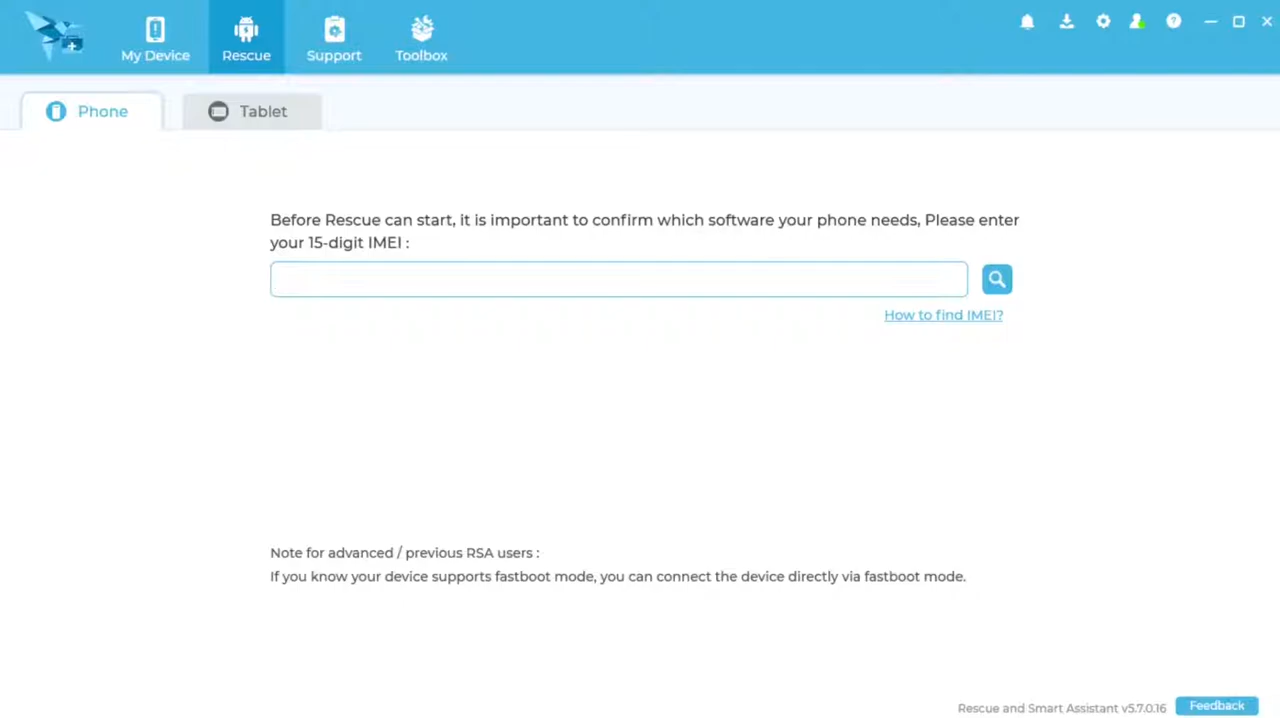 My Device
Rescue
Support
Toolbox
Phone
Tablet
Before Rescue can start, it is important to confirm which software your phone needs, Please enter
your 15-digit IMEI :
How to find IMEI?
Note for advanced / previous RSA users :
If you know your device supports fastboot mode, you can connect the device directly via fastboot mode.
Rescue and Smart Assistant v5.7.0.16
Feedback